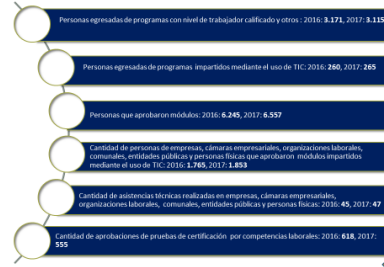 Personas egresadas de programas con nivel de trabajador calificado y otros : 2016: 3.171, 2017: 3.115
Personas egresadas de programas impartidos mediante el uso de TIC: 2016: 260, 2017: 265
Personas que aprobaron módulos: 2016: 6.245, 2017: 6.557
Cantidad de personas de empresas, cámaras empresariales, organizaciones laborales,
comunales, entidades públicas y personas físicas que aprobaron módulos impartidos
mediante el uso de TIC: 2016: 1.765, 2017: 1.853
Cantidad de asistencias técnicas realizadas en empresas, cámaras empresariales,
organizaciones laborales, comunales, entidades públicas y personas físicas: 2016: 45, 2017: 47
Cantidad de aprobaciones de pruebas de certificación por competencias laborales: 2016: 618, 2017:
555